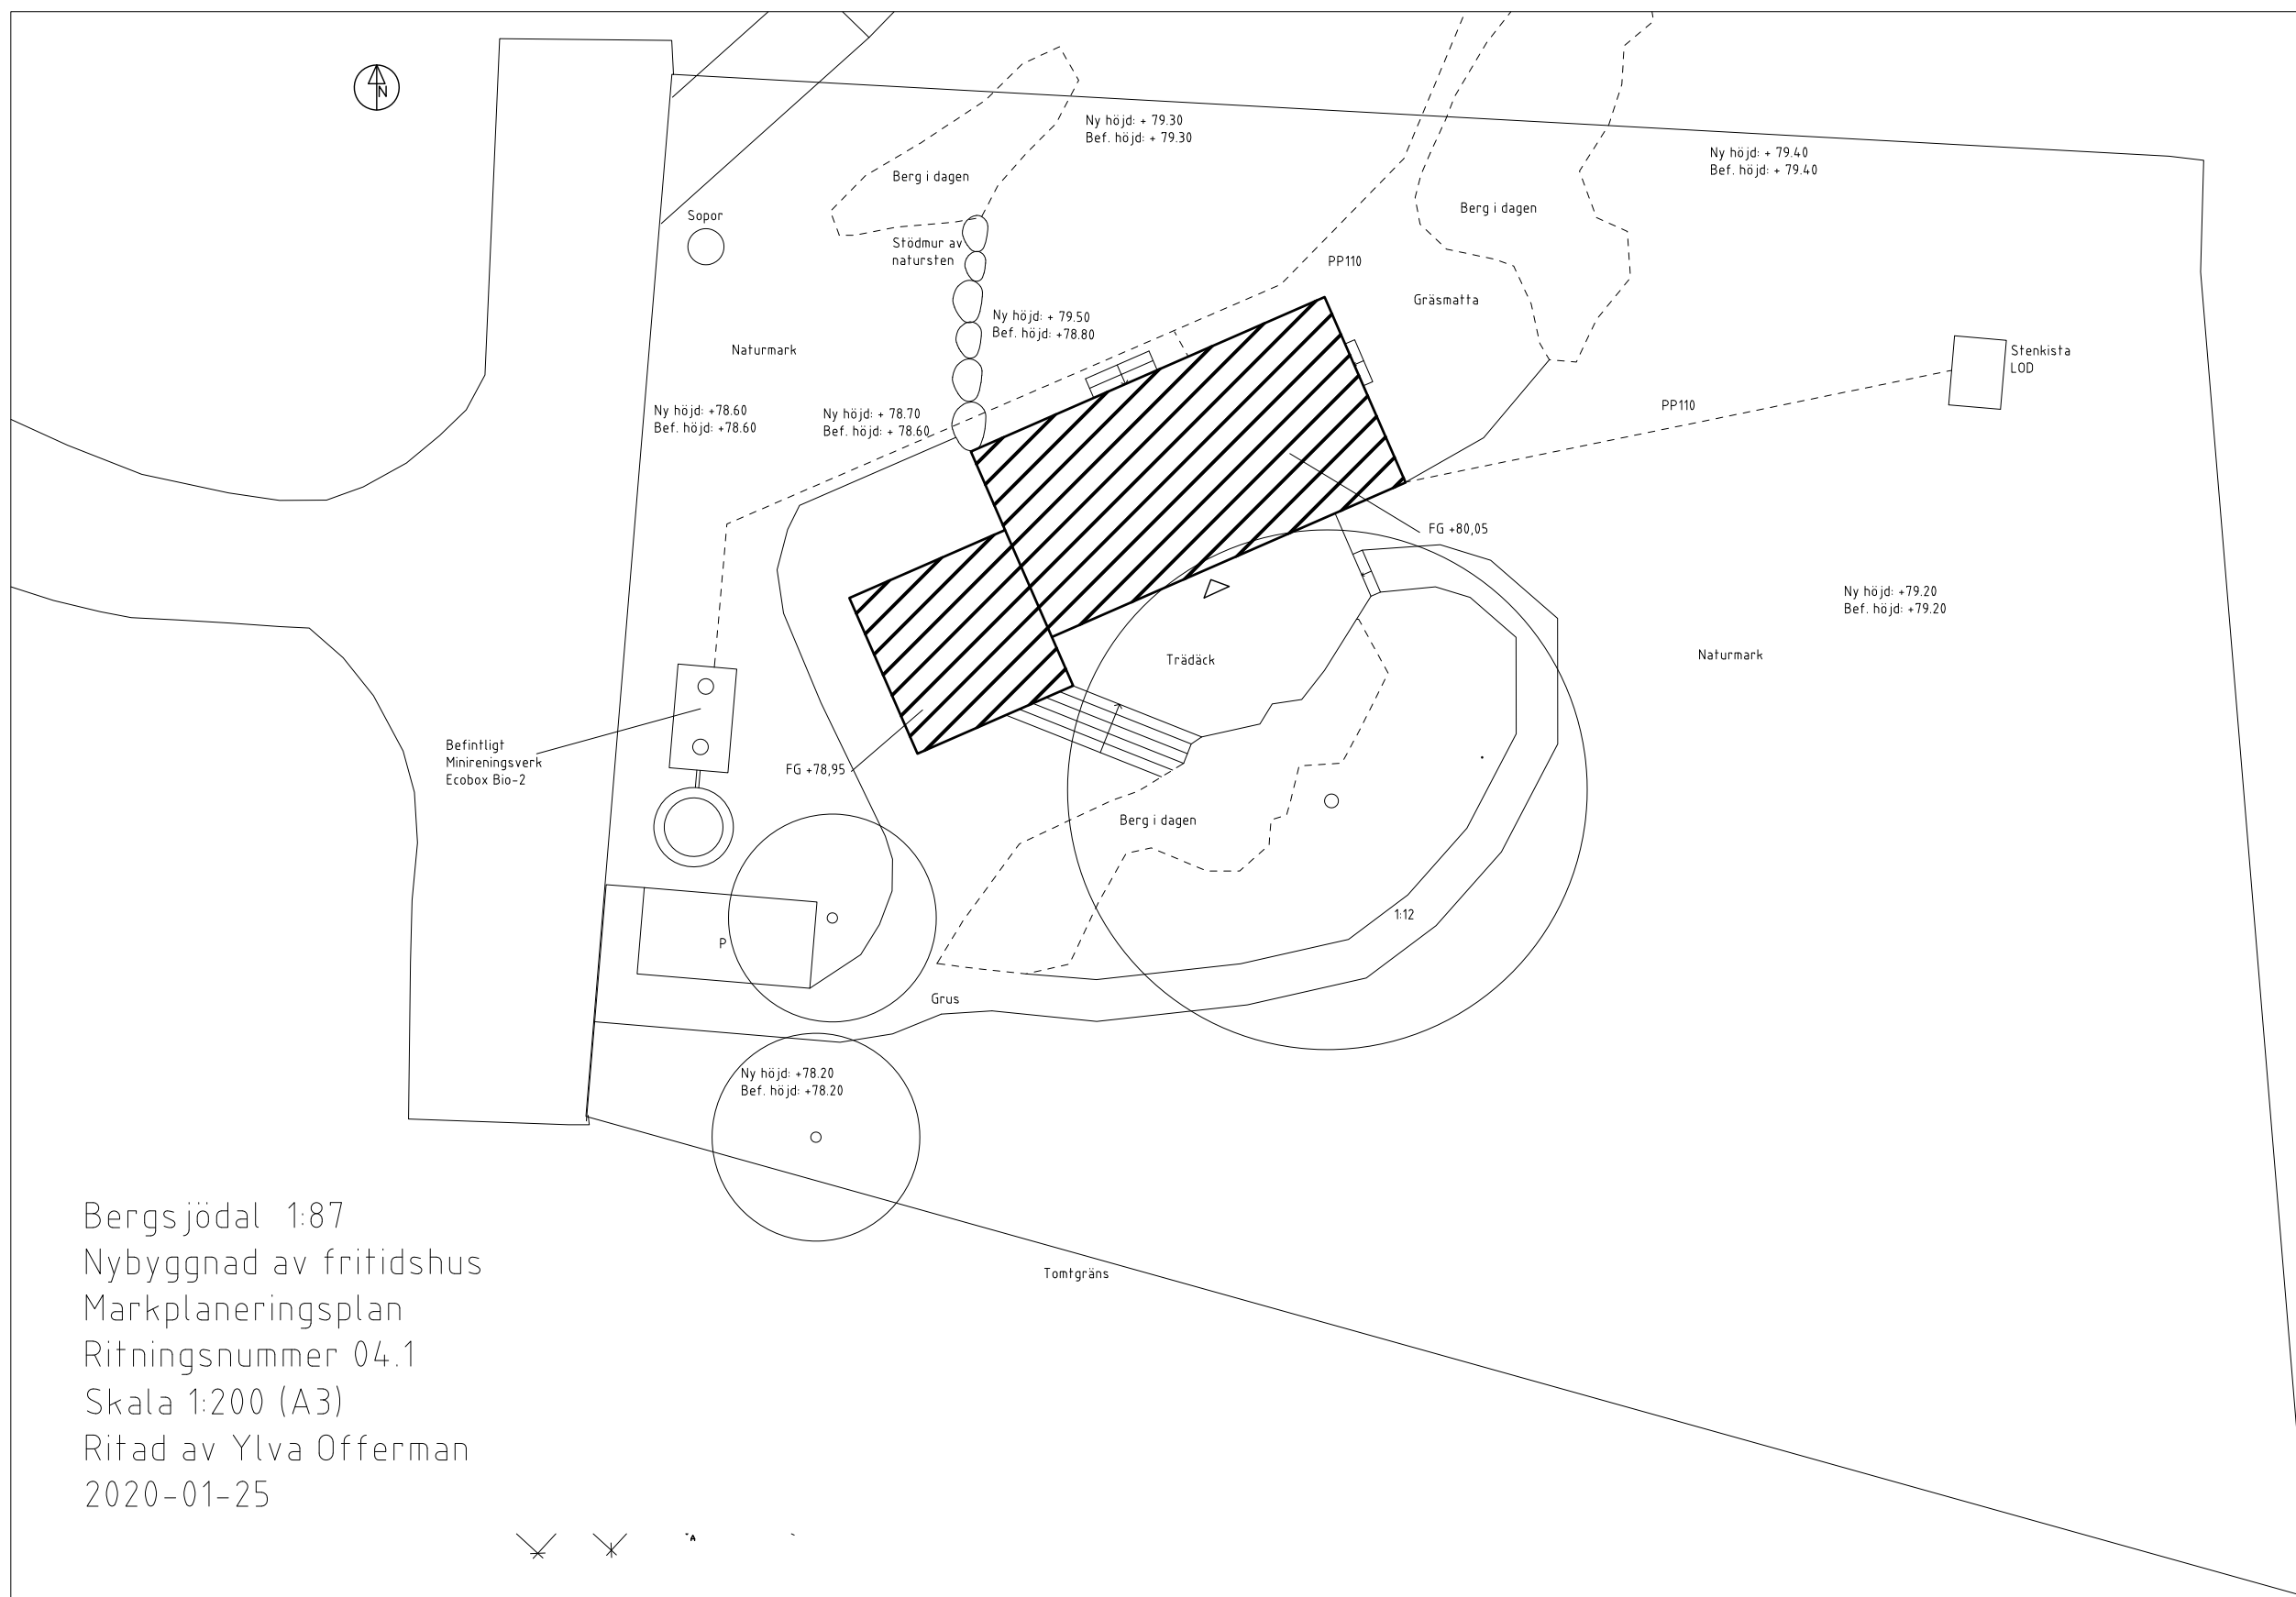 N
Ny höjd: + 79.30
Bef. höjd: + 79.30
Ny höjd: + 79.40
Bef. höjd: + 79.40
Berg i dagen
Berg i dagen
Sopor
Stödmur av
natursten
PP110
Gräsmatta
Ny höjd: + 79.50
Bef. höjd: +78.80
Naturmark
Stenkista
LOD
Ny höjd: +78.60
Bef. höjd: +78.60
Ny höjd: + 78.70
Bef. höjd: + 78.60
PP110
FG +80,05
Ny höjd: +79.20
Bef. höjd: +79.20
Trädäck
Naturmark
Befintligt
Minireningsverk
Ecobox Bio-2
FG +78,95
Berg i dagen
1:12
P
Grus
Ny höjd: +78.20
Bef. höjd: +78.20
Tomtgräns
Bergsjödal 1:87
Nybyggnad av fritidshus
Markplaneringsplan
Ritningsnummer 04.1
Skala 1:200 (A3)
Ritad av Ylva Offerman
2020-01-25